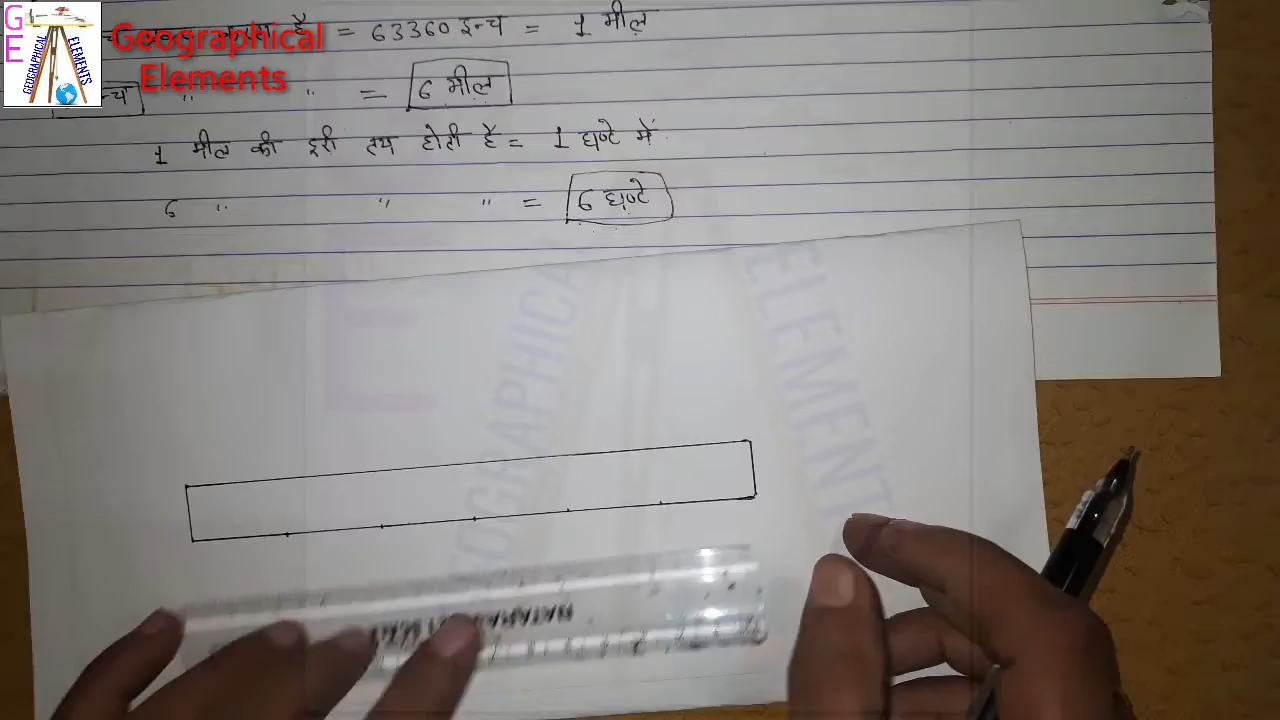 है = 63360 इन्च = 1 मील
" " = 6 मील
1 मील की दूरी तय होती है = 1 घण्टे में
6 " " " = 6 घण्टे
GE
GEOGRAPHICAL ELEMENTS
Geographical
Elements